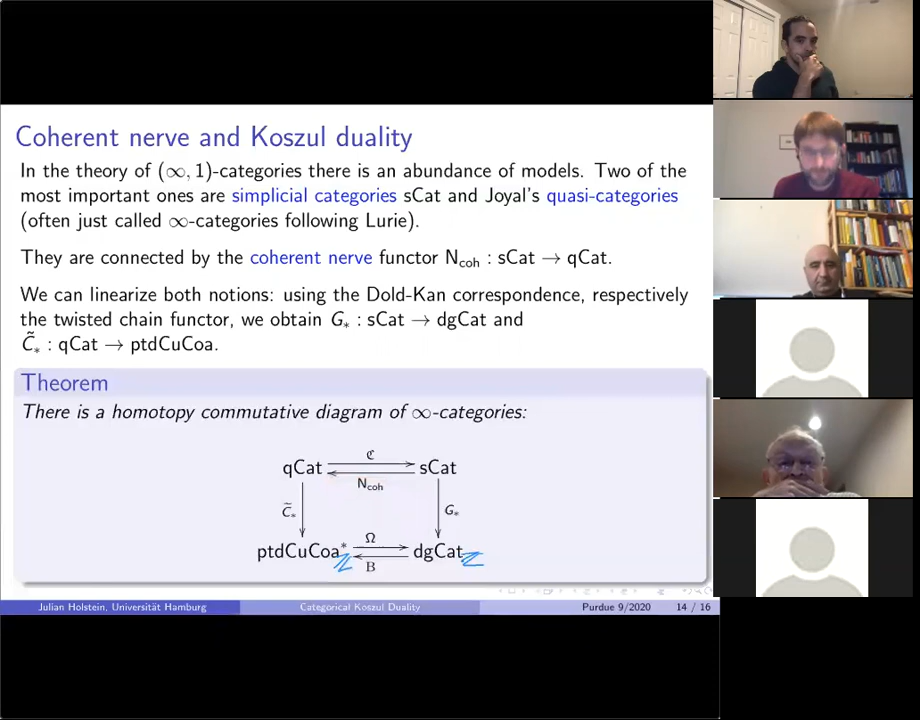 Coherent nerve and Koszul duality
In the theory of (∞, 1)-categories there is an abundance of models. Two of the
most important ones are simplicial categories sCat and Joyal's quasi-categories
(often just called ∞-categories following Lurie).
They are connected by the coherent nerve functor N_coh : sCat → qCat.
We can linearize both notions: using the Dold-Kan correspondence, respectively
the twisted chain functor, we obtain G_* : sCat → dgCat and
C̃_* : qCat → ptdCuCoa.
Theorem
There is a homotopy commutative diagram of ∞-categories:
ℭ
qCat sCat
N_coh
C̃_* G_*
Ω
ptdCuCoa*_ℤ dgCat_ℤ
B
Julian Holstein, Universität Hamburg Categorical Koszul Duality Purdue 9/2020 14 / 16